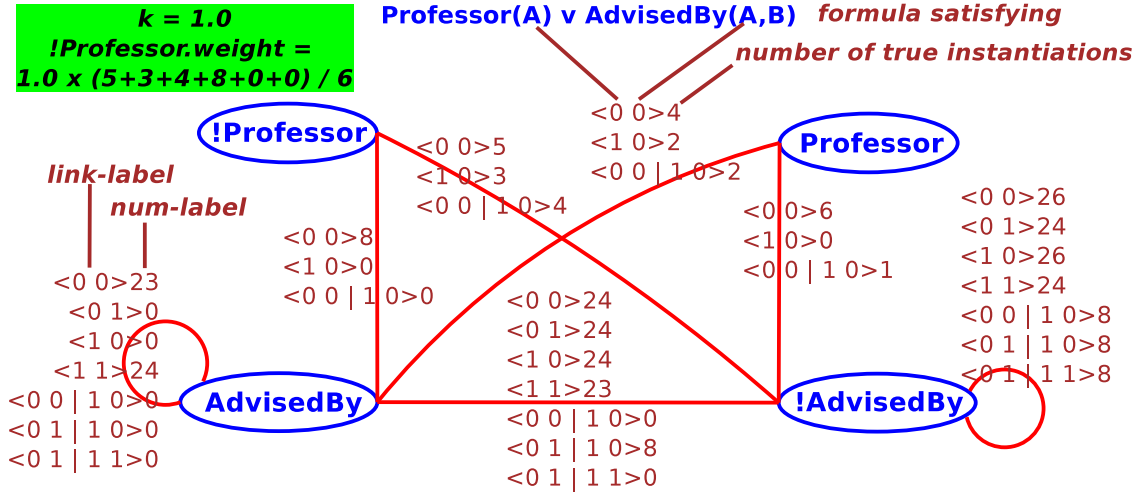 k = 1.0
!Professor.weight =
1.0 x (5+3+4+8+0+0) / 6
Professor(A) v AdvisedBy(A,B)
formula satisfying
number of true instantiations
<0 0>4
<1 0>2
<0 0 | 1 0>2
!Professor
Professor
<0 0>5
<1 0>3
<0 0 | 1 0>4
link-label
num-label
<0 0>8
<1 0>0
<0 0 | 1 0>0
<0 0>6
<1 0>0
<0 0 | 1 0>1
<0 0>26
<0 1>24
<1 0>26
<1 1>24
<0 0 | 1 0>8
<0 1 | 1 0>8
<0 1 | 1 1>8
<0 0>23
<0 1>0
<1 0>0
<1 1>24
<0 0 | 1 0>0
<0 1 | 1 0>0
<0 1 | 1 1>0
<0 0>24
<0 1>24
<1 0>24
<1 1>23
<0 0 | 1 0>0
<0 1 | 1 0>8
<0 1 | 1 1>0
AdvisedBy
!AdvisedBy